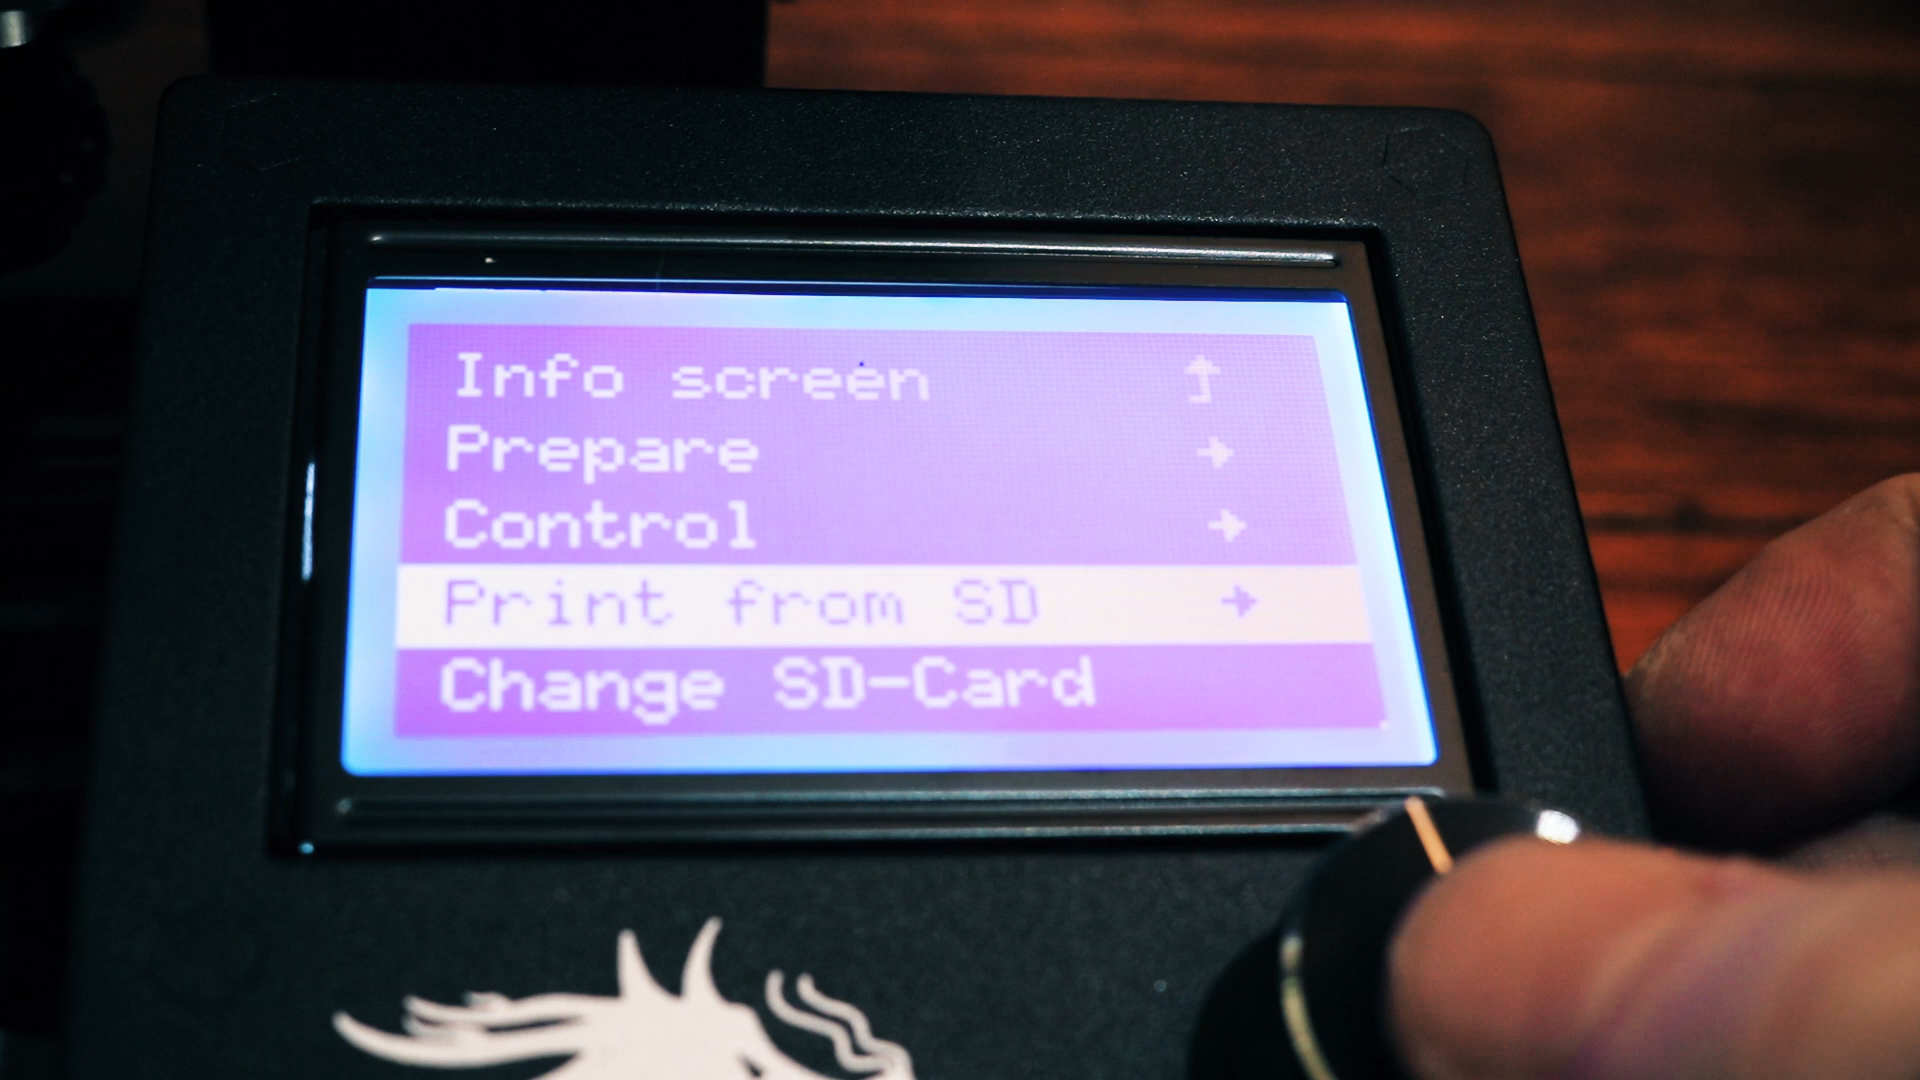 Info screen
Prepare
Control
Print from SD
Change SD-Card